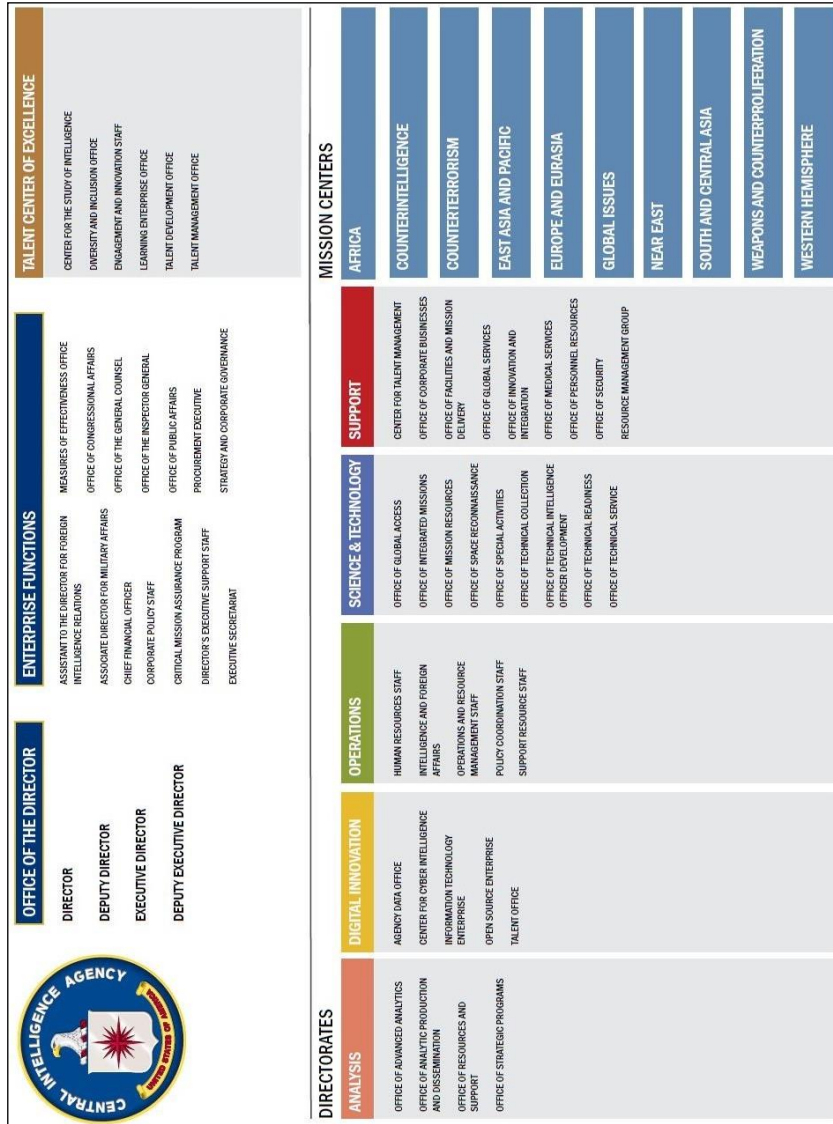 CENTRAL INTELLIGENCE AGENCY
UNITED STATES OF AMERICA
OFFICE OF THE DIRECTOR
DIRECTOR
DEPUTY DIRECTOR
EXECUTIVE DIRECTOR
DEPUTY EXECUTIVE DIRECTOR
ENTERPRISE FUNCTIONS
ASSISTANT TO THE DIRECTOR FOR FOREIGN
INTELLIGENCE RELATIONS
ASSOCIATE DIRECTOR FOR MILITARY AFFAIRS
CHIEF FINANCIAL OFFICER
CORPORATE POLICY STAFF
CRITICAL MISSION ASSURANCE PROGRAM
DIRECTOR'S EXECUTIVE SUPPORT STAFF
EXECUTIVE SECRETARIAT
MEASURES OF EFFECTIVENESS OFFICE
OFFICE OF CONGRESSIONAL AFFAIRS
OFFICE OF THE GENERAL COUNSEL
OFFICE OF THE INSPECTOR GENERAL
OFFICE OF PUBLIC AFFAIRS
PROCUREMENT EXECUTIVE
STRATEGY AND CORPORATE GOVERNANCE
TALENT CENTER OF EXCELLENCE
CENTER FOR THE STUDY OF INTELLIGENCE
DIVERSITY AND INCLUSION OFFICE
ENGAGEMENT AND INNOVATION STAFF
LEARNING ENTERPRISE OFFICE
TALENT DEVELOPMENT OFFICE
TALENT MANAGEMENT OFFICE
DIRECTORATES
ANALYSIS
OFFICE OF ADVANCED ANALYTICS
OFFICE OF ANALYTIC PRODUCTION
AND DISSEMINATION
OFFICE OF RESOURCES AND
SUPPORT
OFFICE OF STRATEGIC PROGRAMS
DIGITAL INNOVATION
AGENCY DATA OFFICE
CENTER FOR CYBER INTELLIGENCE
INFORMATION TECHNOLOGY
ENTERPRISE
OPEN SOURCE ENTERPRISE
TALENT OFFICE
OPERATIONS
HUMAN RESOURCES STAFF
INTELLIGENCE AND FOREIGN
AFFAIRS
OPERATIONS AND RESOURCE
MANAGEMENT STAFF
POLICY COORDINATION STAFF
SUPPORT RESOURCE STAFF
SCIENCE & TECHNOLOGY
OFFICE OF GLOBAL ACCESS
OFFICE OF INTEGRATED MISSIONS
OFFICE OF MISSION RESOURCES
OFFICE OF SPACE RECONNAISSANCE
OFFICE OF SPECIAL ACTIVITIES
OFFICE OF TECHNICAL COLLECTION
OFFICE OF TECHNICAL INTELLIGENCE
OFFICER DEVELOPMENT
OFFICE OF TECHNICAL READINESS
OFFICE OF TECHNICAL SERVICE
SUPPORT
CENTER FOR TALENT MANAGEMENT
OFFICE OF CORPORATE BUSINESSES
OFFICE OF FACILITIES AND MISSION
DELIVERY
OFFICE OF GLOBAL SERVICES
OFFICE OF INNOVATION AND
INTEGRATION
OFFICE OF MEDICAL SERVICES
OFFICE OF PERSONNEL RESOURCES
OFFICE OF SECURITY
RESOURCE MANAGEMENT GROUP
MISSION CENTERS
AFRICA
COUNTERINTELLIGENCE
COUNTERTERRORISM
EAST ASIA AND PACIFIC
EUROPE AND EURASIA
GLOBAL ISSUES
NEAR EAST
SOUTH AND CENTRAL ASIA
WEAPONS AND COUNTERPROLIFERATION
WESTERN HEMISPHERE